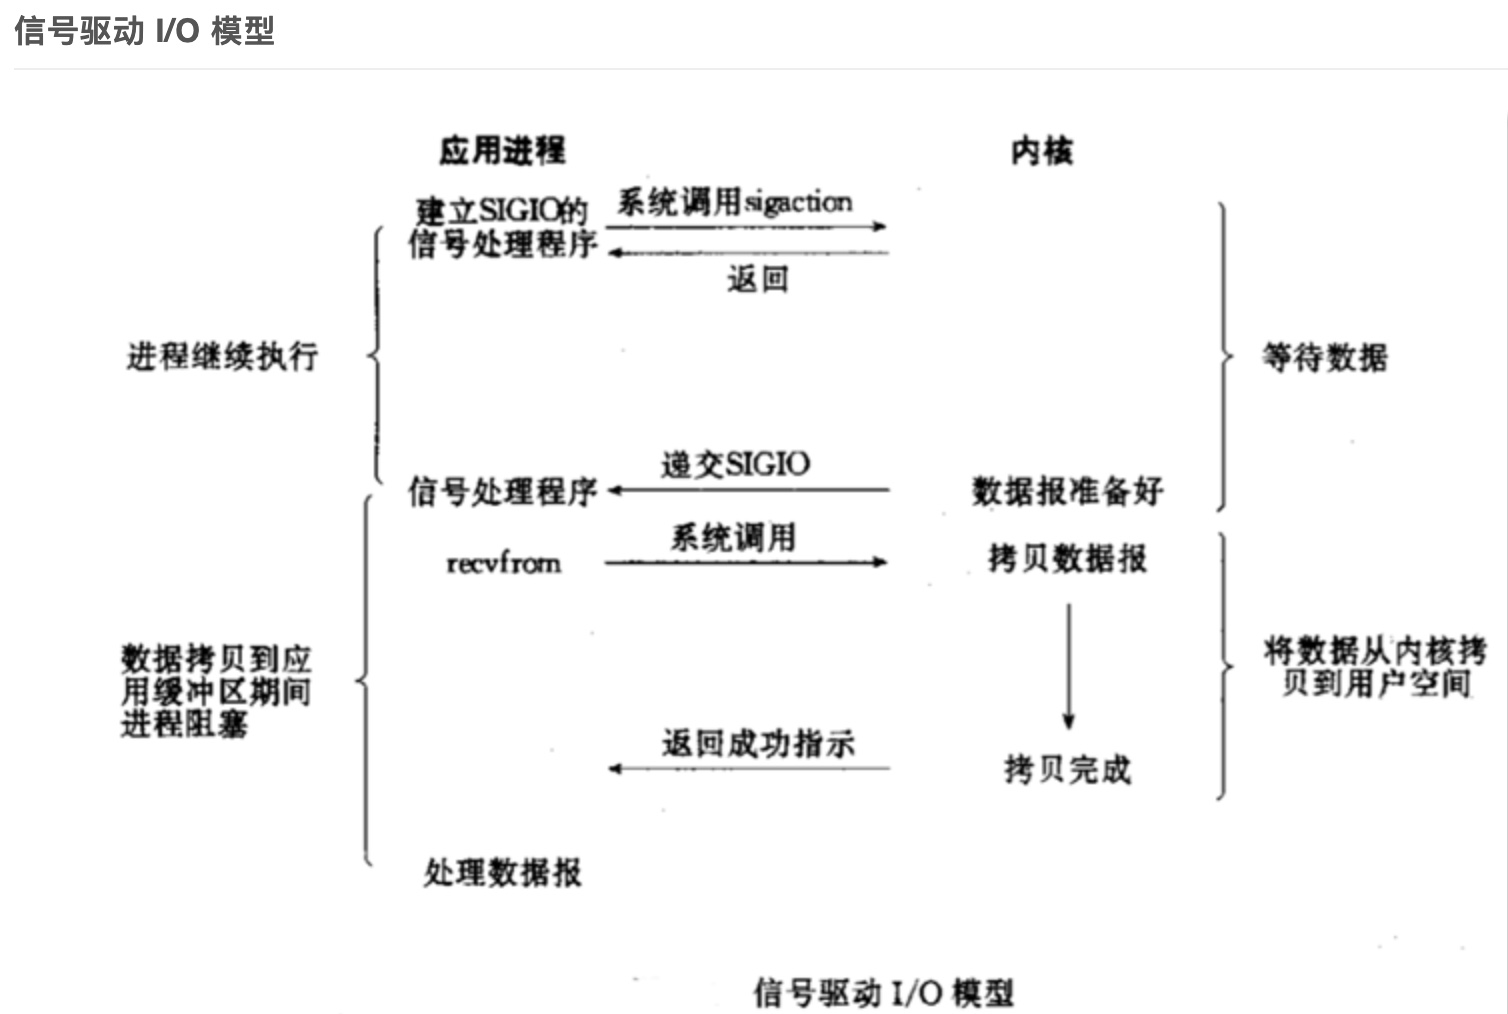 信号驱动 I/O 模型
应用进程
内核
建立SIGIO的
信号处理程序
系统调用sigaction
返回
进程继续执行
等待数据
递交SIGIO
信号处理程序
数据报准备好
系统调用
recvfrom
拷贝数据报
数据拷贝到应
用缓冲区期间
进程阻塞
将数据从内核拷
贝到用户空间
返回成功指示
拷贝完成
处理数据报
信号驱动 I/O 模型